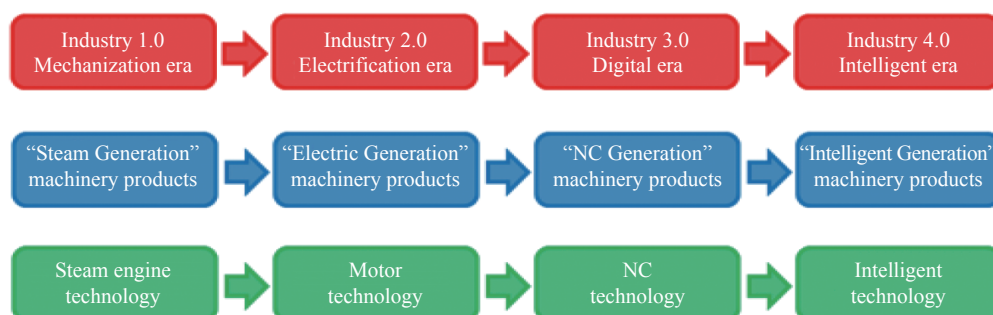 Industry 1.0
Mechanization era
Industry 2.0
Electrification era
Industry 3.0
Digital era
Industry 4.0
Intelligent era
“Steam Generation”
machinery products
“Electric Generation”
machinery products
“NC Generation”
machinery products
“Intelligent Generation”
machinery products
Steam engine
technology
Motor
technology
NC
technology
Intelligent
technology